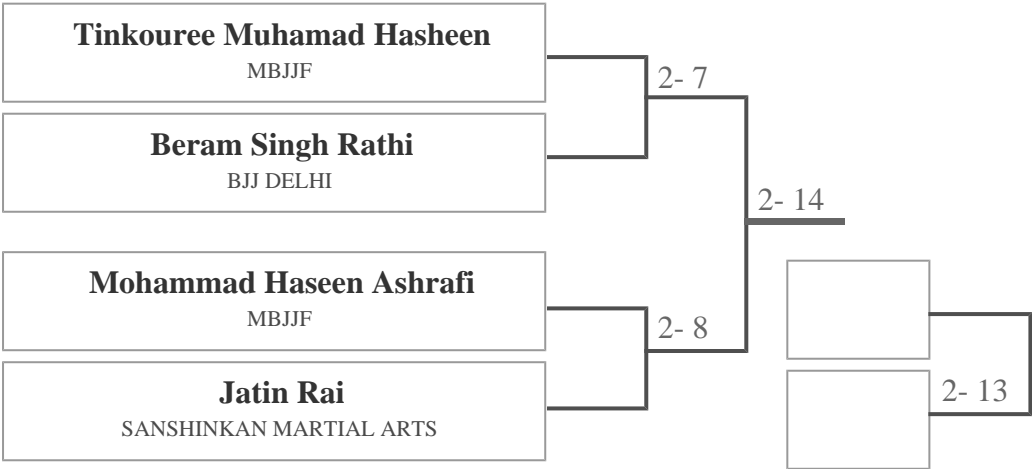 Tinkouree Muhamad Hasheen
MBJJF
2- 7
Beram Singh Rathi
BJJ DELHI
2- 14
Mohammad Haseen Ashrafi
MBJJF
2- 8
Jatin Rai
SANSHINKAN MARTIAL ARTS
2- 13